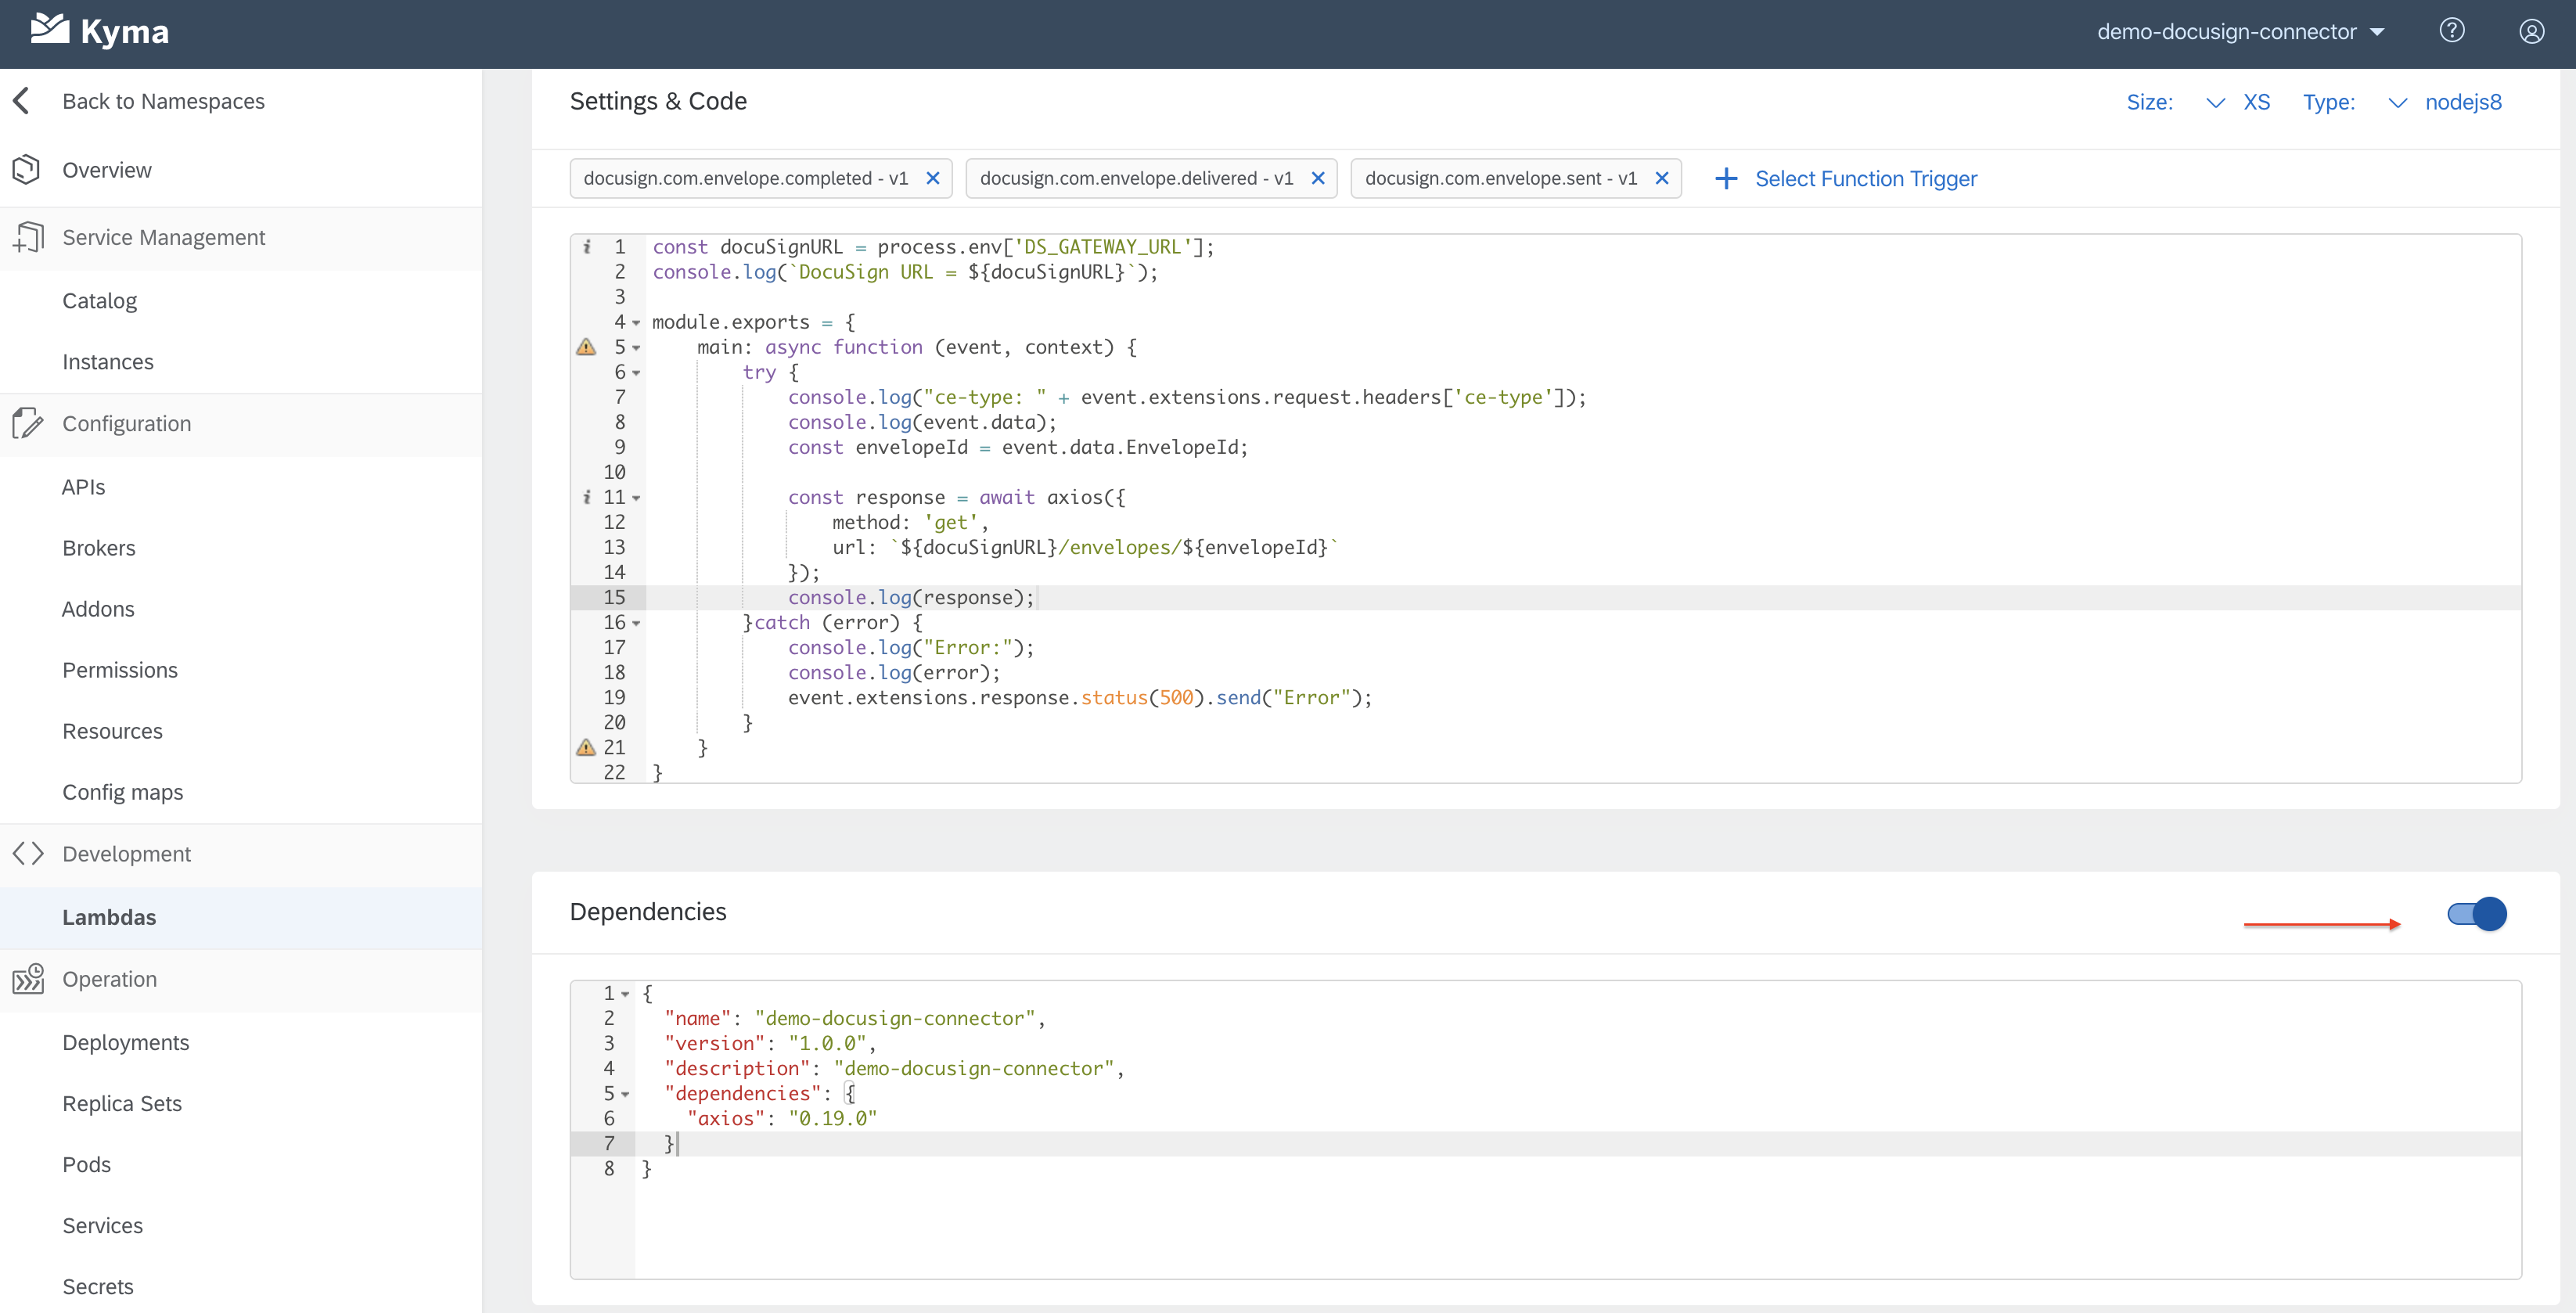 Kyma
demo-docusign-connector
Back to Namespaces
Overview
Service Management
Catalog
Instances
Configuration
APIs
Brokers
Addons
Permissions
Resources
Config maps
Development
Lambdas
Operation
Deployments
Replica Sets
Pods
Services
Secrets
Settings & Code
Size: XS Type: nodejs8
docusign.com.envelope.completed - v1 docusign.com.envelope.delivered - v1 docusign.com.envelope.sent - v1 + Select Function Trigger
1 const docuSignURL = process.env['DS_GATEWAY_URL'];
2 console.log(`DocuSign URL = ${docuSignURL}`);
3
4 module.exports = {
5     main: async function (event, context) {
6         try {
7             console.log("ce-type: " + event.extensions.request.headers['ce-type']);
8             console.log(event.data);
9             const envelopeId = event.data.EnvelopeId;
10
11             const response = await axios({
12                 method: 'get',
13                 url: `${docuSignURL}/envelopes/${envelopeId}`
14             });
15             console.log(response);
16         }catch (error) {
17             console.log("Error:");
18             console.log(error);
19             event.extensions.response.status(500).send("Error");
20         }
21     }
22 }
Dependencies
1 {
2   "name": "demo-docusign-connector",
3   "version": "1.0.0",
4   "description": "demo-docusign-connector",
5   "dependencies": {
6     "axios": "0.19.0"
7   }
8 }